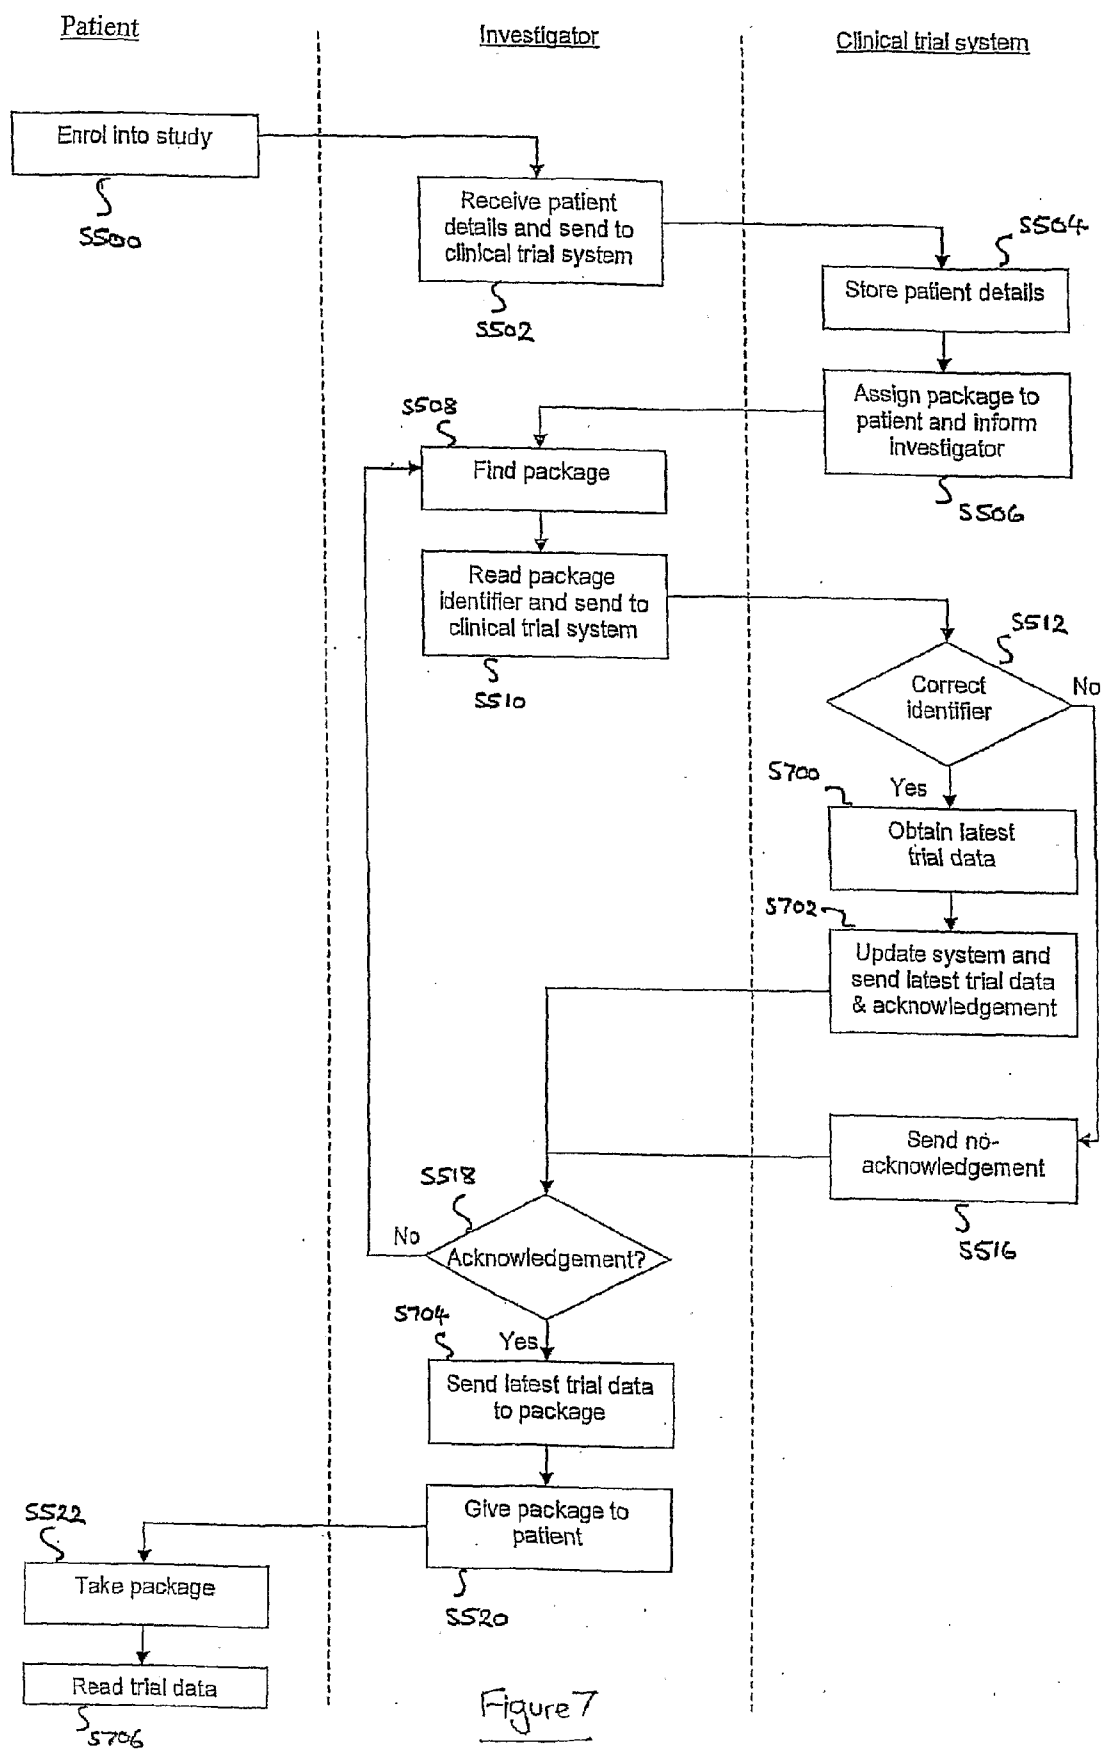 Patient
Investigator
Clinical trial system
Enrol into study
S500
Receive patient
details and send to
clinical trial system
S502
S504
Store patient details
Assign package to
patient and inform
investigator
S506
S508
Find package
Read package
identifier and send to
clinical trial system
S510
S512
Correct
identifier
No
Yes
S700
Obtain latest
trial data
S702
Update system and
send latest trial data
& acknowledgement
Send no-
acknowledgement
S516
S518
No
Acknowledgement?
S704
Yes
Send latest trial data
to package
Give package to
patient
S520
S522
Take package
Read trial data
S706
Figure 7